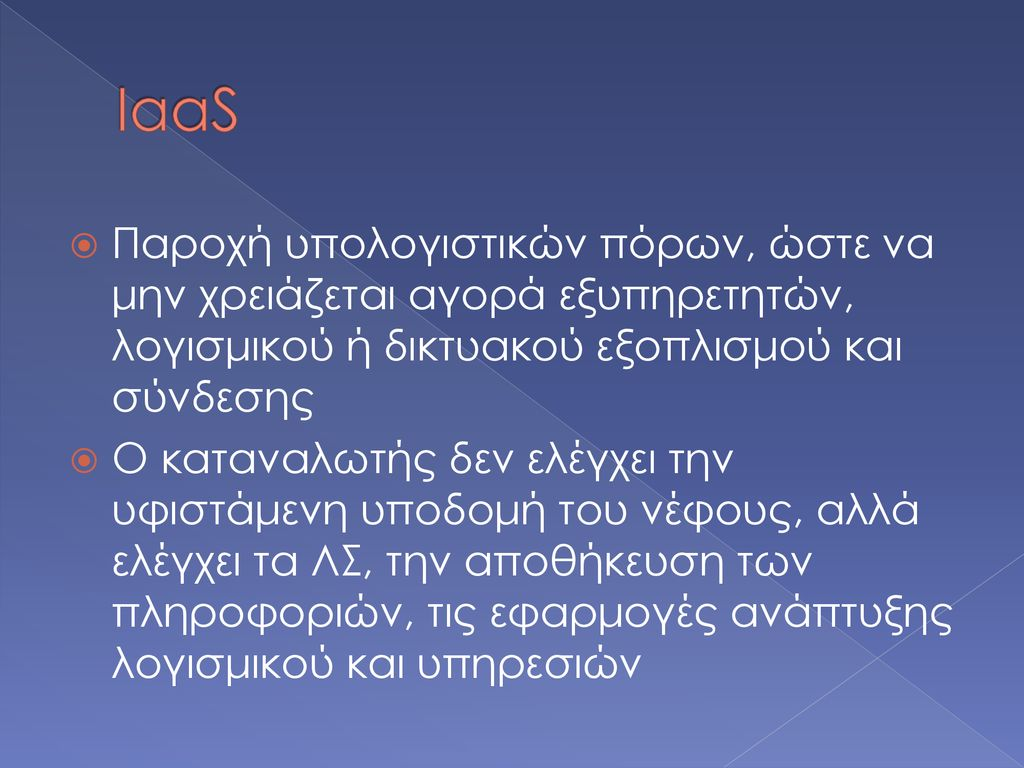 IaaS
Παροχή υπολογιστικών πόρων, ώστε να
μην χρειάζεται αγορά εξυπηρετητών,
λογισμικού ή δικτυακού εξοπλισμού και
σύνδεσης
Ο καταναλωτής δεν ελέγχει την
υφιστάμενη υποδομή του νέφους, αλλά
ελέγχει τα ΛΣ, την αποθήκευση των
πληροφοριών, τις εφαρμογές ανάπτυξης
λογισμικού και υπηρεσιών